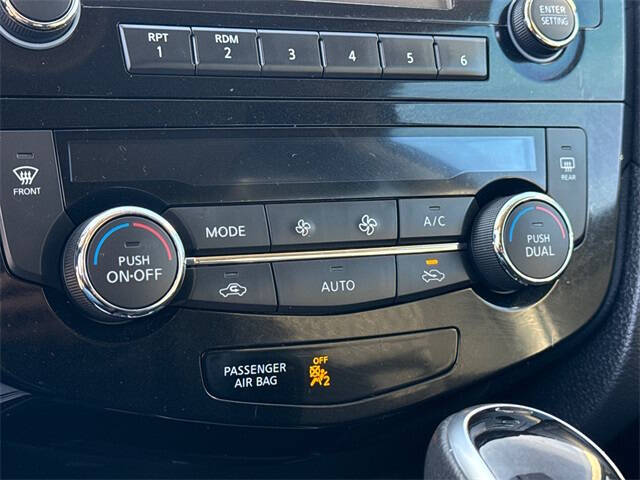 RPT RDM ENTER
1 2 3 4 5 6 SETTING
FRONT REAR
MODE A/C
PUSH
ON·OFF
PUSH
DUAL
AUTO
PASSENGER
AIR BAG
OFF
2